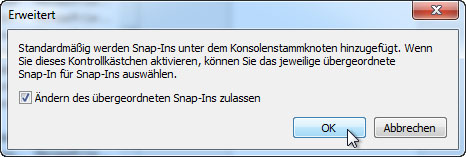 Erweitert
Standardmäßig werden Snap-Ins unter dem Konsolenstammknoten hinzugefügt. Wenn
Sie dieses Kontrollkästchen aktivieren, können Sie das jeweilige übergeordnete
Snap-In für Snap-Ins auswählen.
Ändern des übergeordneten Snap-Ins zulassen
OK Abbrechen